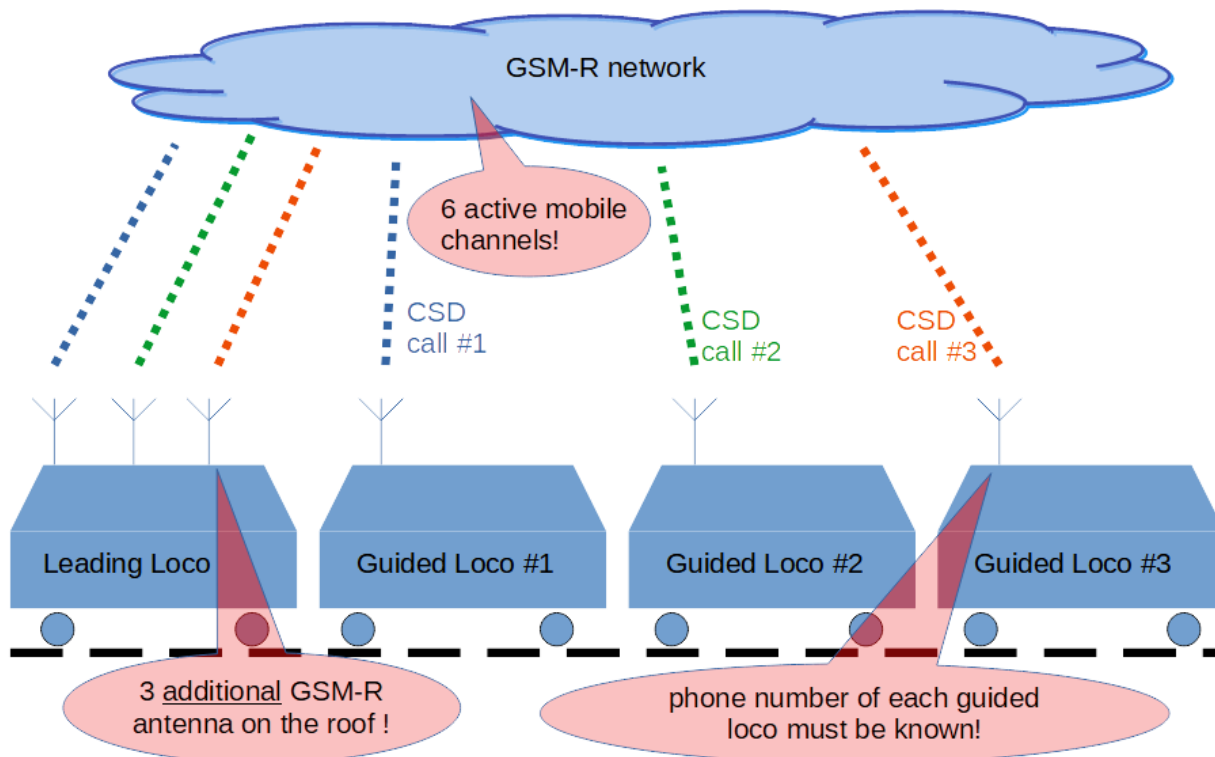 GSM-R network
6 active mobile
channels!
CSD
call #1
CSD
call #2
CSD
call #3
Leading Loco
Guided Loco #1
Guided Loco #2
Guided Loco #3
3 additional GSM-R
antenna on the roof !
phone number of each guided
loco must be known!